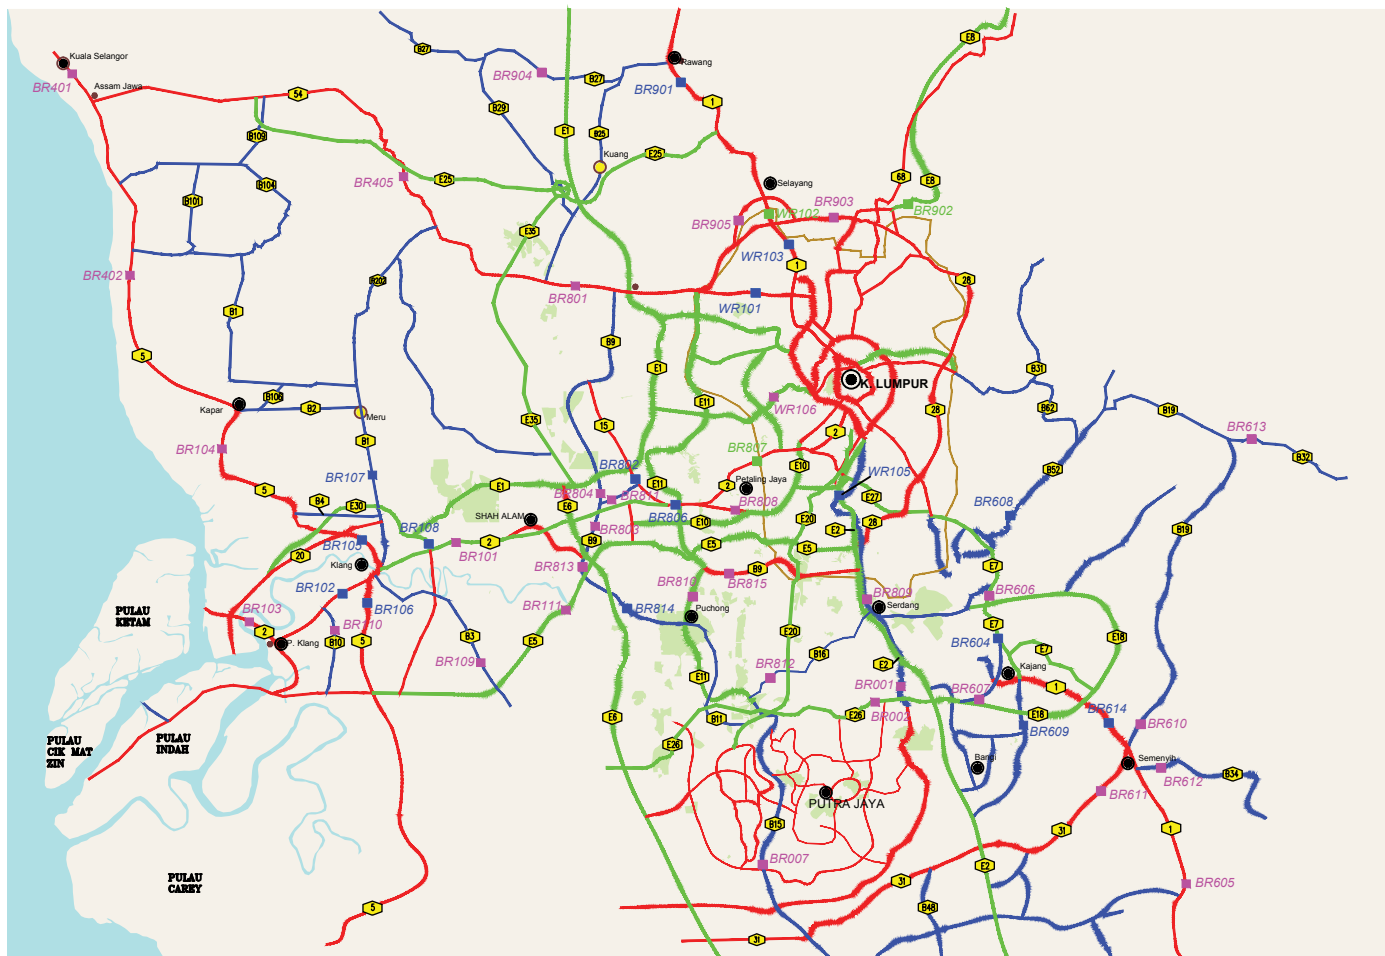 B27
E8
Kuala Selangor
Rawang
BR904
B27
BR401
Assam Jawa
BR901
54
1
B29
E1
B25
B109
Kuang
E25
68
BR405
E25
E8
B104
Selayang
B101
WR102
BR903
BR902
BR905
E35
WR103
1
BR402
B202
28
BR801
WR101
B1
B9
5
E1
B31
K. LUMPUR
B106
E11
WR106
Kapar
B2
Meru
28
B62
B19
E35
15
2
BR613
B1
BR104
BR807
B32
BR802
E10
B52
BR107
WR105
5
E1
E11
2
Petaling Jaya
BR804
BR811
E27
BR608
B4
E30
E6
BR806
BR808
SHAH ALAM
E10
E20
28
B19
BR803
E2
BR108
BR105
2
BR101
B9
E5
E5
20
Klang
BR813
B9
E7
BR810
BR815
BR102
BR606
BR809
PULAU
KETAM
BR103
BR106
BR111
BR814
Puchong
Serdang
2
BR110
E7
P. Klang
B10
5
B3
E5
E20
E18
BR604
E7
B16
E2
BR109
BR812
Kajang
E11
BR001
1
BR607
E6
B11
E26
BR002
E18
BR614
BR610
BR609
PULAU
CIK MAT
ZIN
PULAU
INDAH
E26
Bangi
Semenyih
BR612
B34
PUTRA JAYA
BR611
B15
31
1
BR007
E2
31
PULAU
CAREY
BR605
5
B48
31